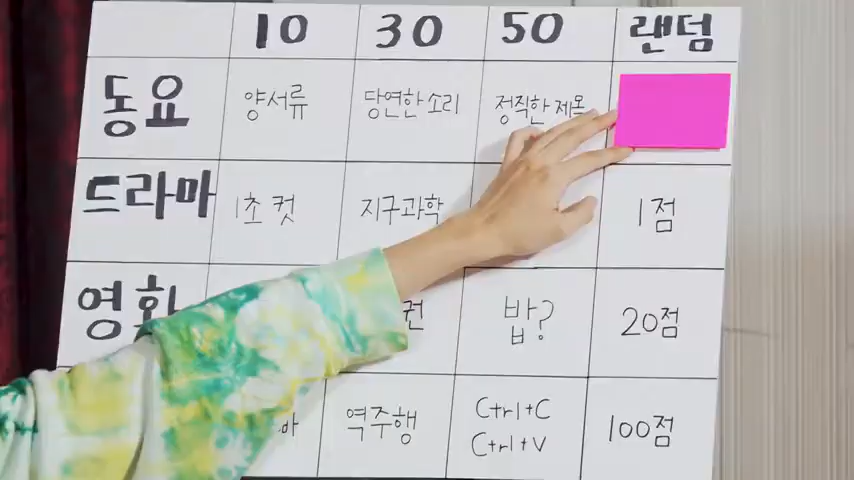 10 30 50 랜덤
동요 양서류 당연한 소리 정직한 제목
드라마 1초 컷 지구과학 1점
영화 밥? 20점
역주행 Ctrl+C 100점
Ctrl+V